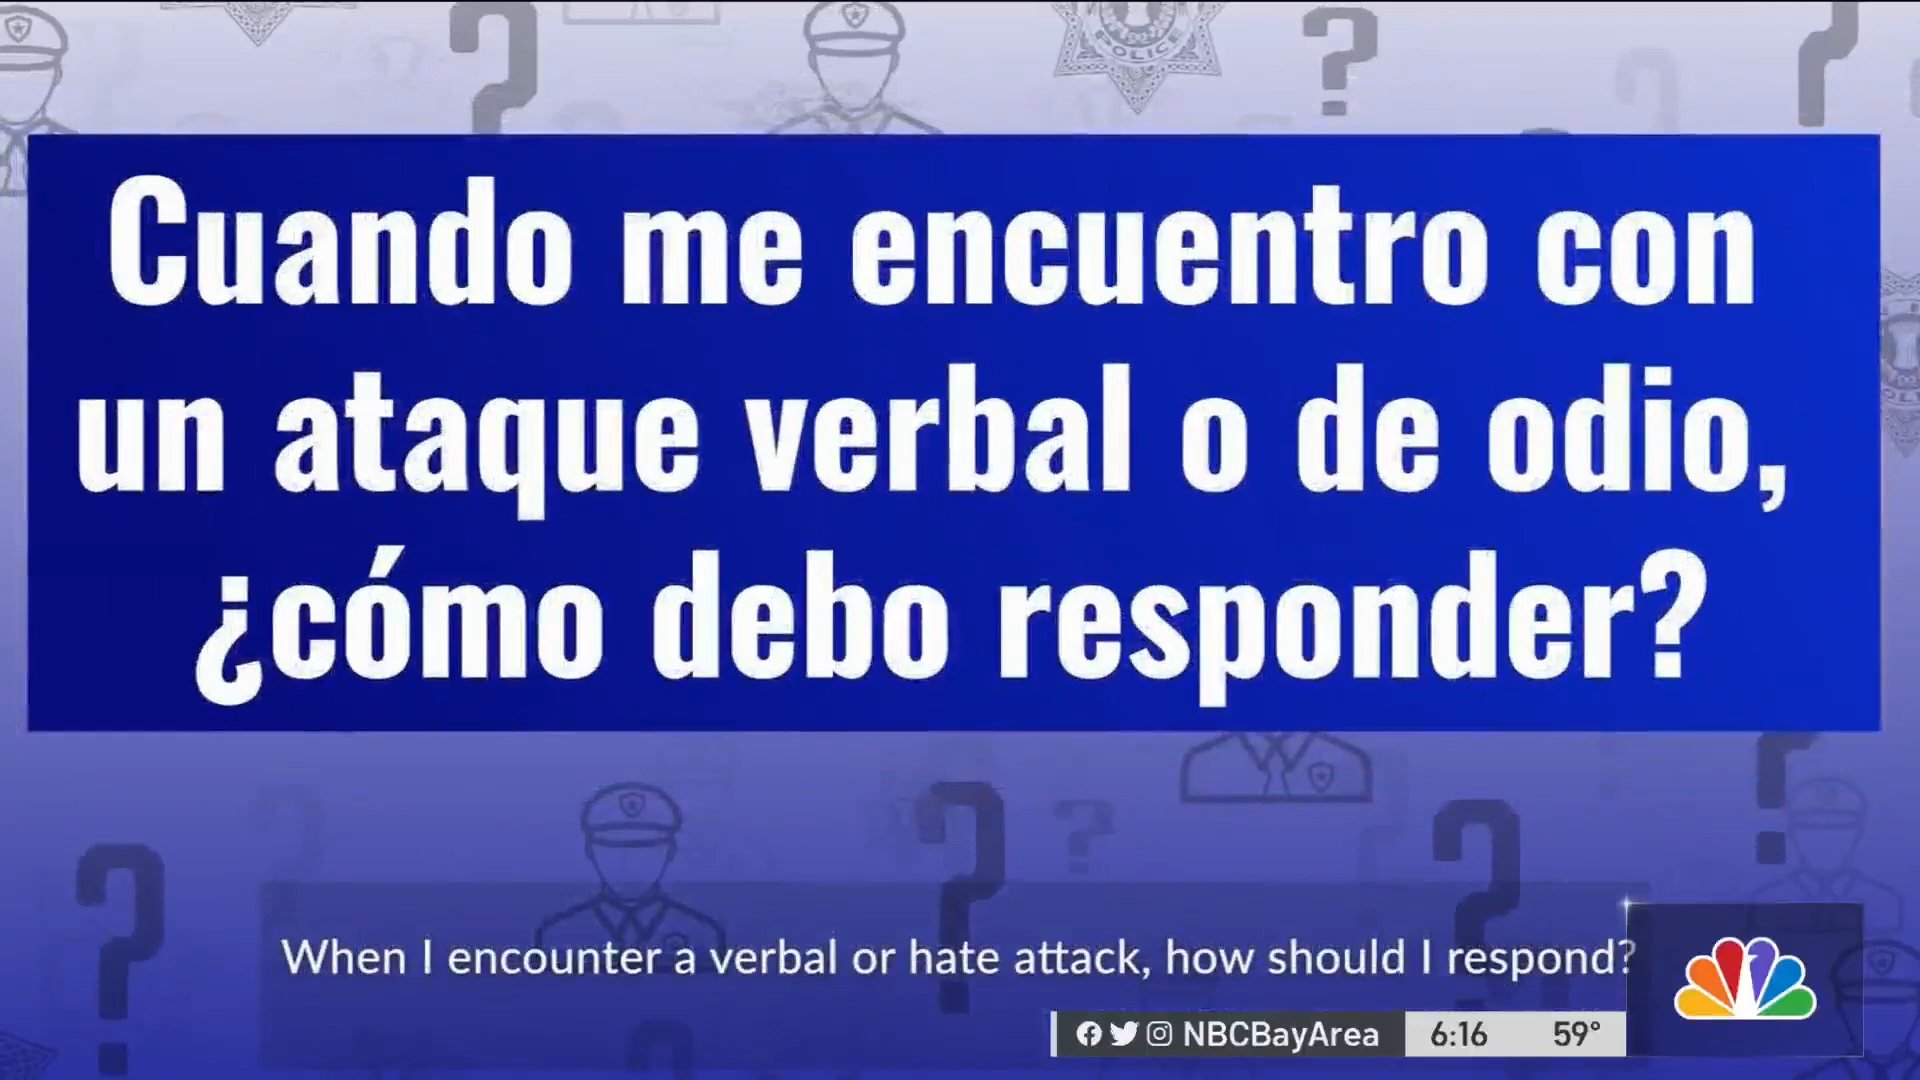 POLICE
Cuando me encuentro con
un ataque verbal o de odio,
¿cómo debo responder?
When I encounter a verbal or hate attack, how should I respond?
NBCBayArea 6:16 59°